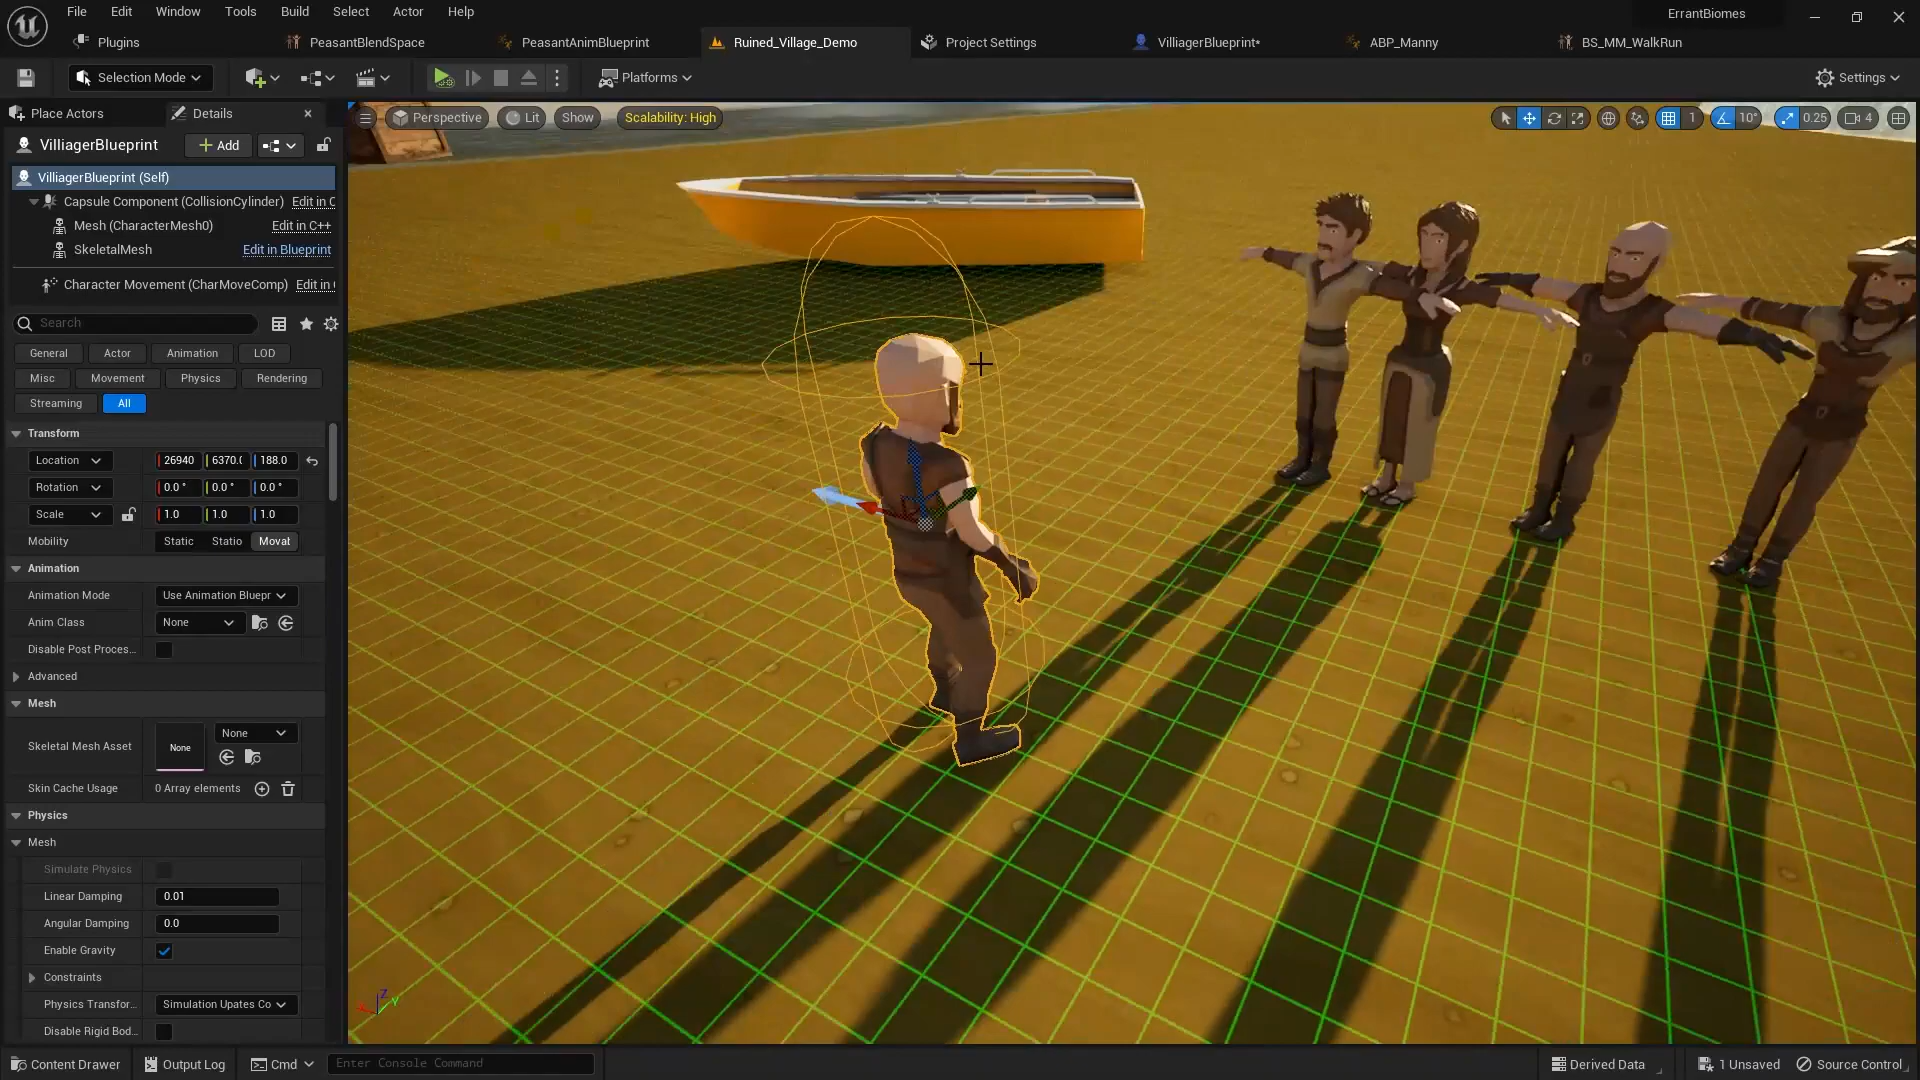 File Edit Window Tools Build Select Actor Help
ErrantBiomes
Plugins PeasantBlendSpace PeasantAnimBlueprint Ruined_Village_Demo Project Settings VilliagerBlueprint* ABP_Manny BS_MM_WalkRun
Selection Mode Platforms Settings
Place Actors Details
Perspective Lit Show Scalability: High 1 10° 0.25 4
VilliagerBlueprint Add
VilliagerBlueprint (Self)
Capsule Component (CollisionCylinder) Edit in C
Mesh (CharacterMesh0) Edit in C++
SkeletalMesh Edit in Blueprint
Character Movement (CharMoveComp) Edit in
Search
General Actor Animation LOD
Misc Movement Physics Rendering
Streaming All
Transform
Location 26940 6370.( 188.0
Rotation 0.0 ° 0.0 ° 0.0 °
Scale 1.0 1.0 1.0
Mobility Static Statio Movab
Animation
Animation Mode Use Animation Bluepr
Anim Class None
Disable Post Proces...
Advanced
Mesh
Skeletal Mesh Asset None None
Skin Cache Usage 0 Array elements
Physics
Mesh
Simulate Physics
Linear Damping 0.01
Angular Damping 0.0
Enable Gravity
Constraints
Physics Transfor... Simulation Upates Co
Disable Rigid Bod...
Z Y
Content Drawer Output Log Cmd Enter Console Command Derived Data 1 Unsaved Source Control